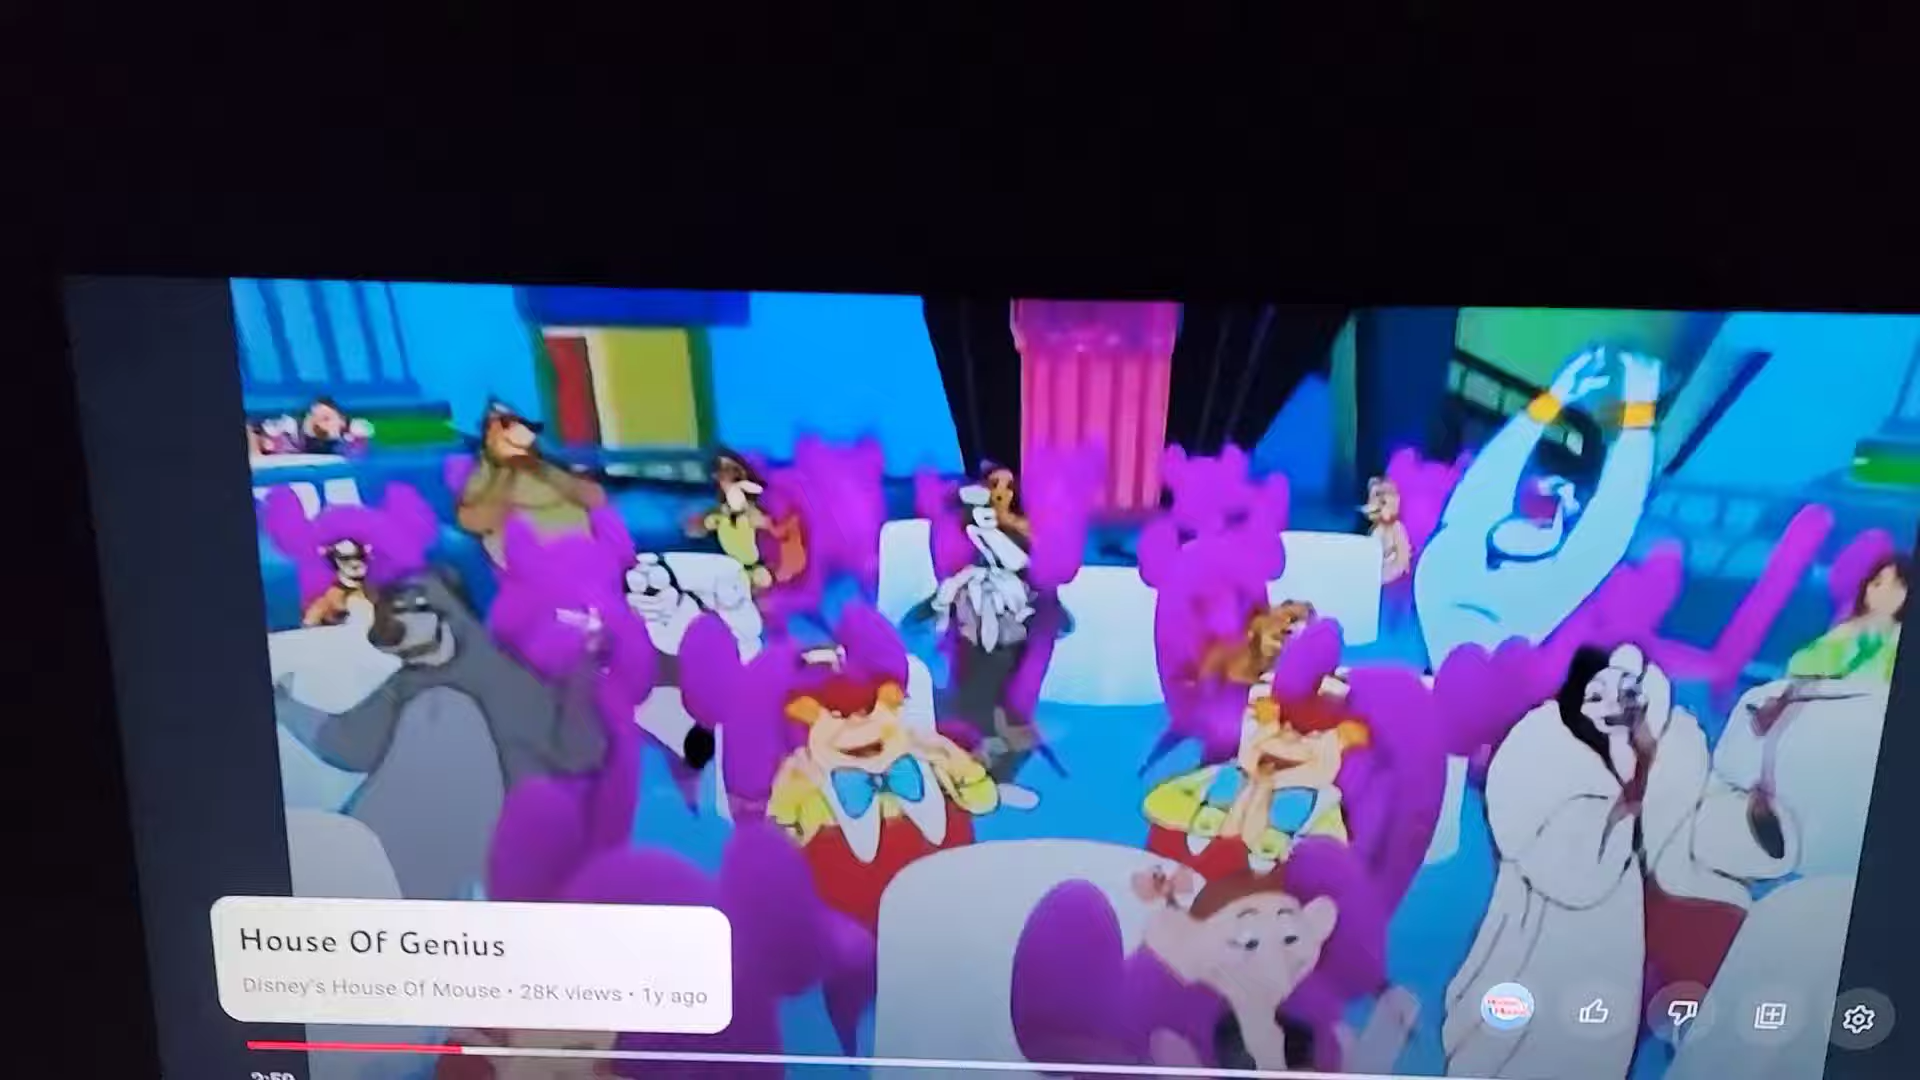 House Of Genius
Disney's House Of Mouse • 28K views • 1y ago